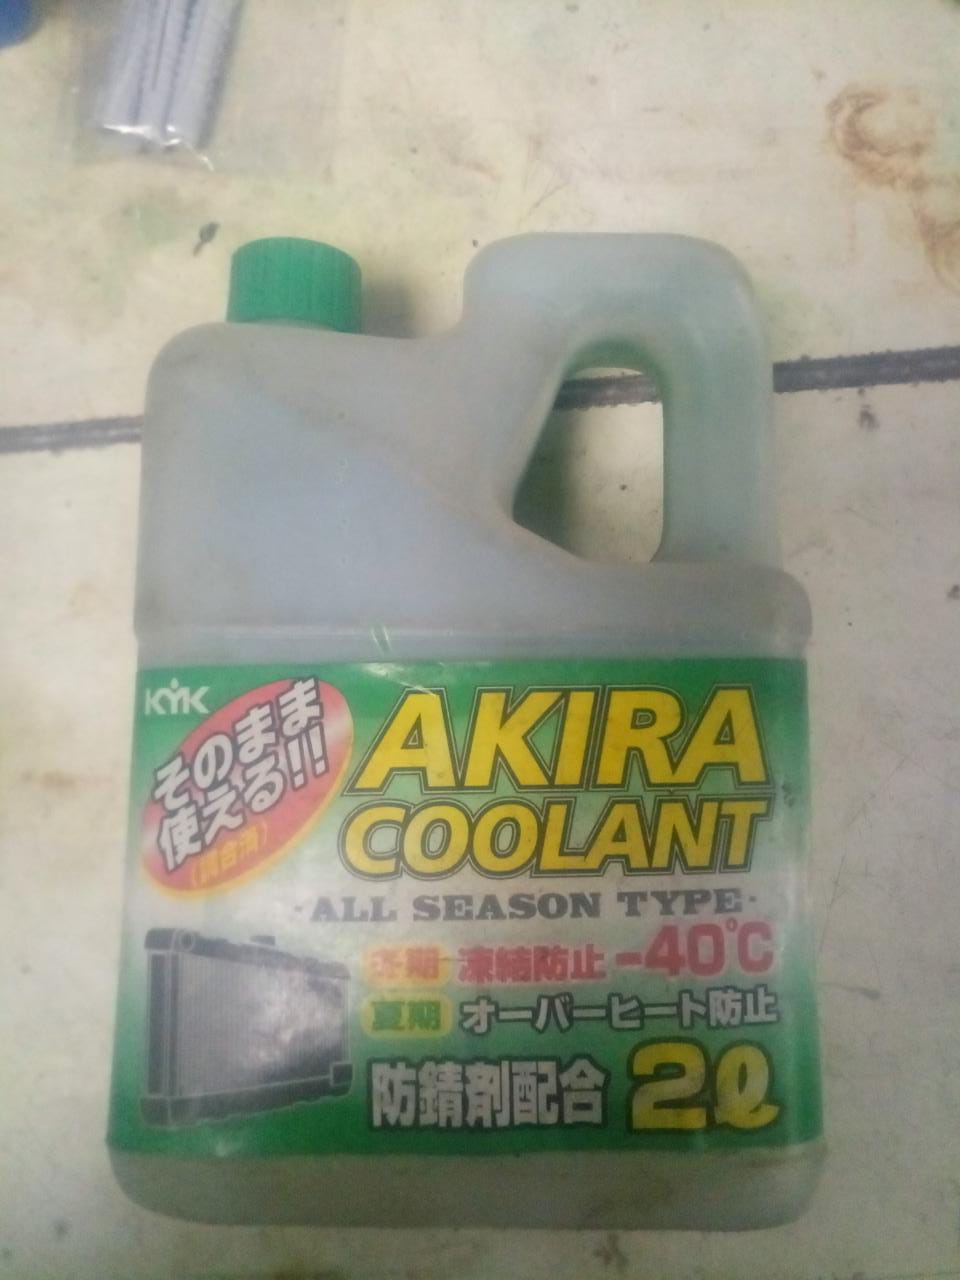 KYK
そのまま
使える!!
(調合済)
AKIRA
COOLANT
-ALL SEASON TYPE-
冬期 凍結防止 -40℃
夏期 オーバーヒート防止
防錆剤配合 2ℓ